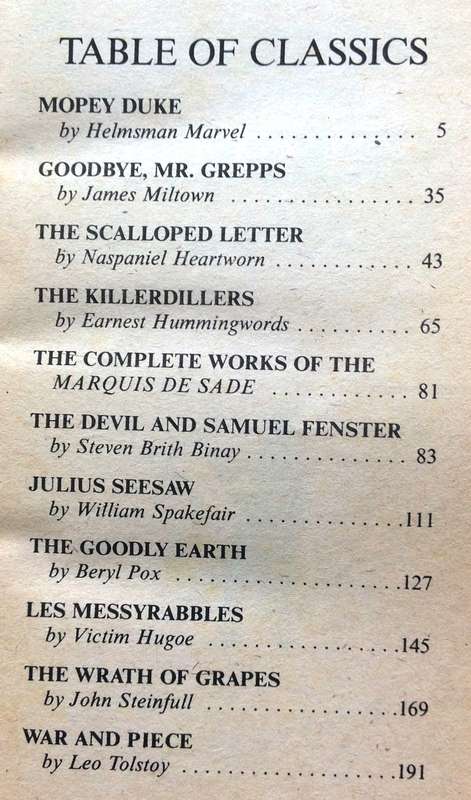 TABLE OF CLASSICS
MOPEY DUKE
by Helmsman Marvel ............... 5
GOODBYE, MR. GREPPS
by James Miltown ................ 35
THE SCALLOPED LETTER
by Naspaniel Heartworn ............ 43
THE KILLERDILLERS
by Earnest Hummingwords .......... 65
THE COMPLETE WORKS OF THE
MARQUIS DE SADE ............ 81
THE DEVIL AND SAMUEL FENSTER
by Steven Brith Binay .............. 83
JULIUS SEESAW
by William Spakefair ..............111
THE GOODLY EARTH
by Beryl Pox ....................127
LES MESSYRABBLES
by Victim Hugoe .................145
THE WRATH OF GRAPES
by John Steinfull .................169
WAR AND PIECE
by Leo Tolstoy ...................191